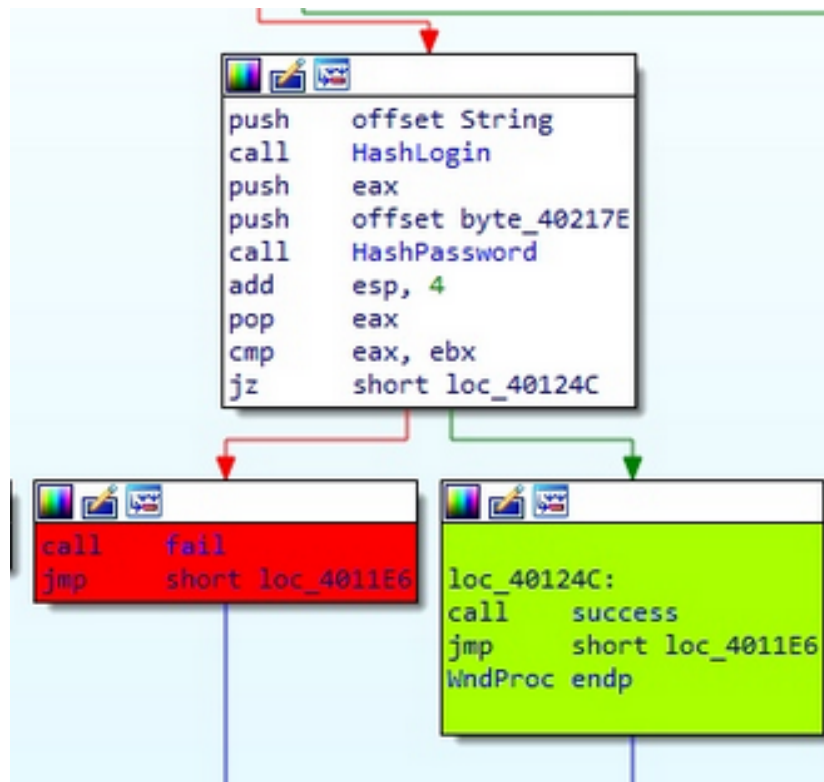 push offset String
call HashLogin
push eax
push offset byte_40217E
call HashPassword
add esp, 4
pop eax
cmp eax, ebx
jz short loc_40124C
call fail
jmp short loc_4011E6
loc_40124C:
call success
jmp short loc_4011E6
WndProc endp